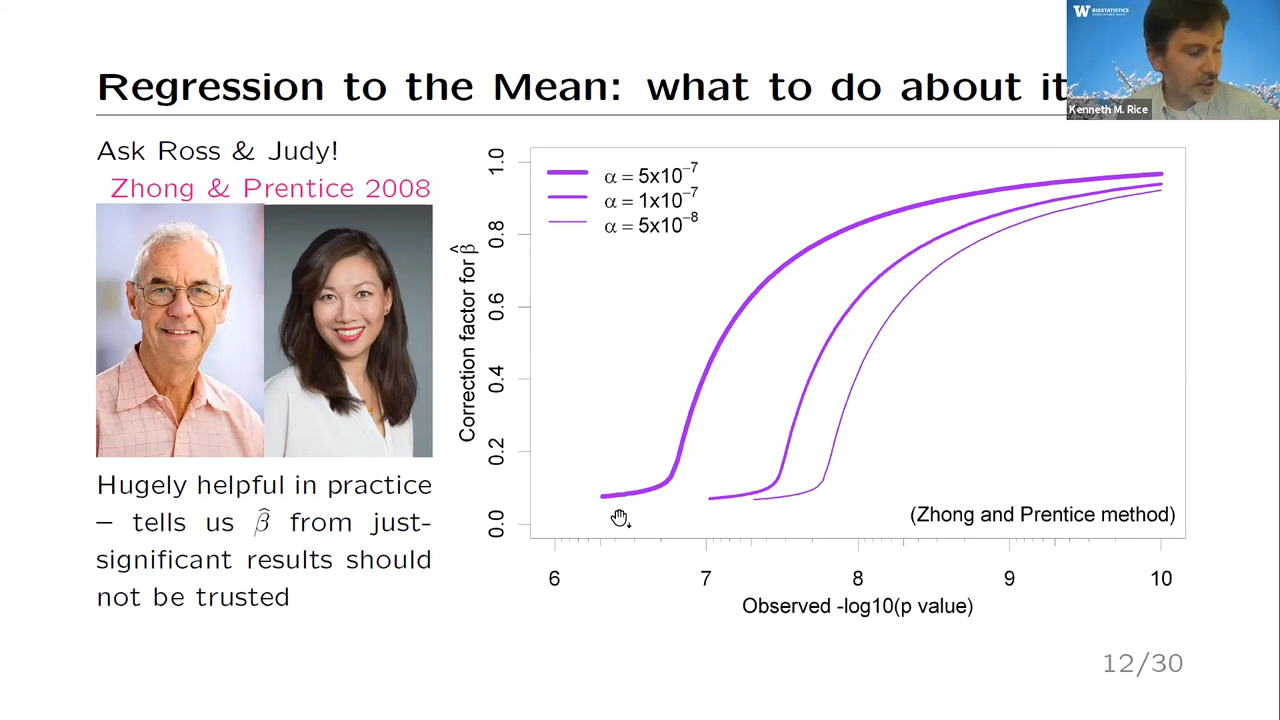 W BIOSTATISTICS
Kenneth M. Rice
Regression to the Mean: what to do about it
Ask Ross & Judy!
Zhong & Prentice 2008
Hugely helpful in practice
– tells us β̂ from just-
significant results should
not be trusted
Correction factor for β̂
1.0
0.8
0.6
0.4
0.2
0.0
α = 5x10⁻⁷
α = 1x10⁻⁷
α = 5x10⁻⁸
(Zhong and Prentice method)
6 7 8 9 10
Observed -log10(p value)
12/30